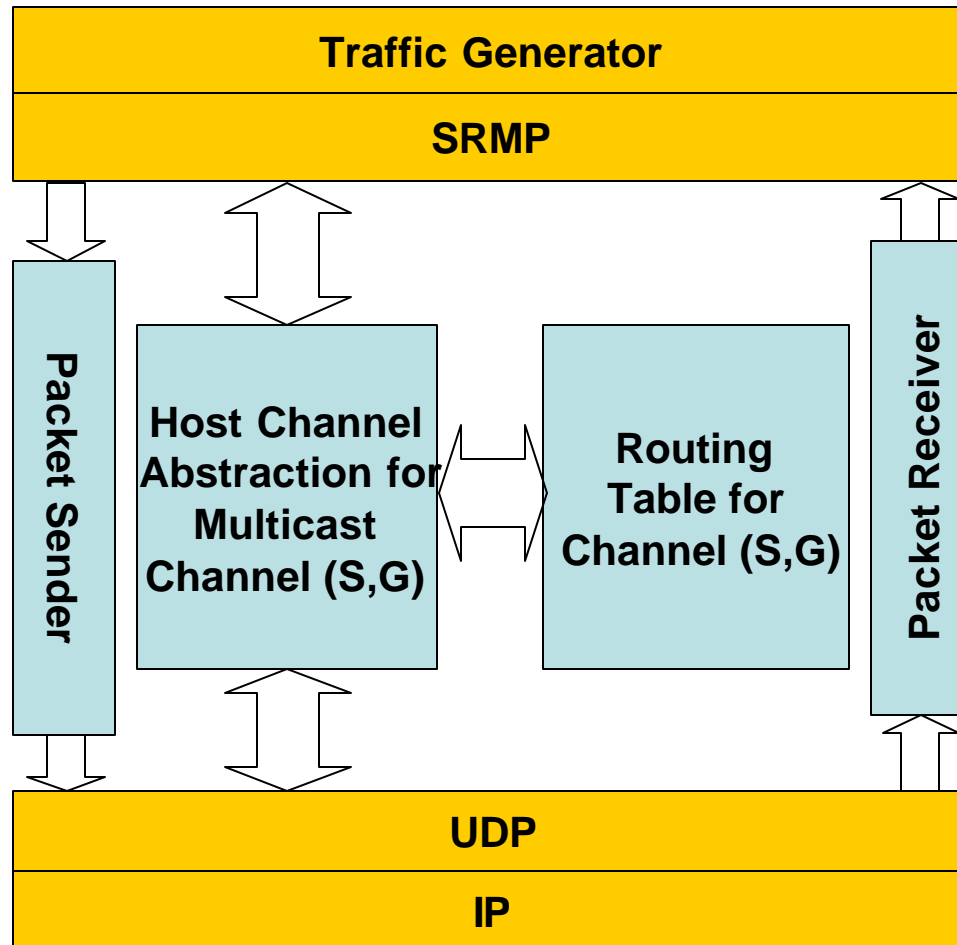 Traffic Generator
SRMP
Packet Sender
Host Channel
Abstraction for
Multicast
Channel (S,G)
Routing
Table for
Channel (S,G)
Packet Receiver
UDP
IP